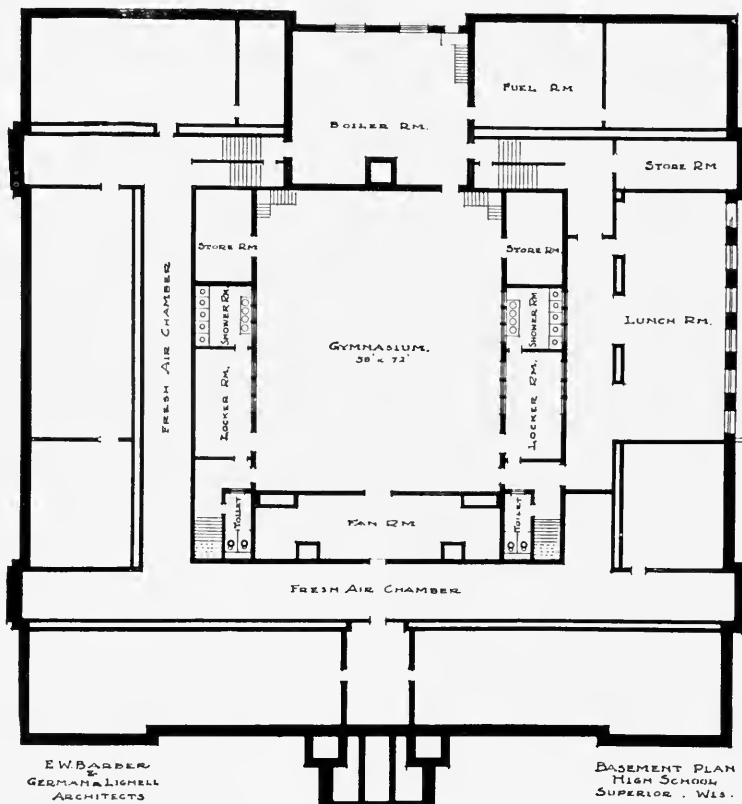 BOILER RM.
FUEL RM
STORE RM
STORE RM
STORE RM.
FRESH AIR CHAMBER
SHOWER RM.
SHOWER RM
LUNCH RM.
GYMNASIUM.
58' x 72'
LOCKER RM.
LOCKER RM.
TOILET
TOILET
FAN RM
FRESH AIR CHAMBER
E.W. BARBER
&
GERMAN & LIGNELL
ARCHITECTS
BASEMENT PLAN
HIGH SCHOOL
SUPERIOR. WIS.